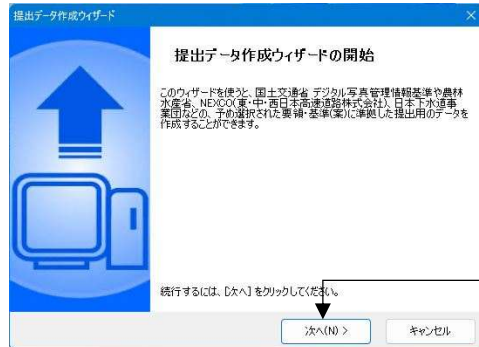 提出データ作成ウィザード
提出データ作成ウィザードの開始
このウィザードを使うと、国土交通省 デジタル写真管理情報基準や農林
水産省、NEXCO(東・中・西日本高速道路株式会社)、日本下水道事
業団などの、予め選択された要領・基準(案)に準拠した提出用のデータを
作成することができます。
続行するには、[次へ] をクリックしてください。
次へ(N) >
キャンセル